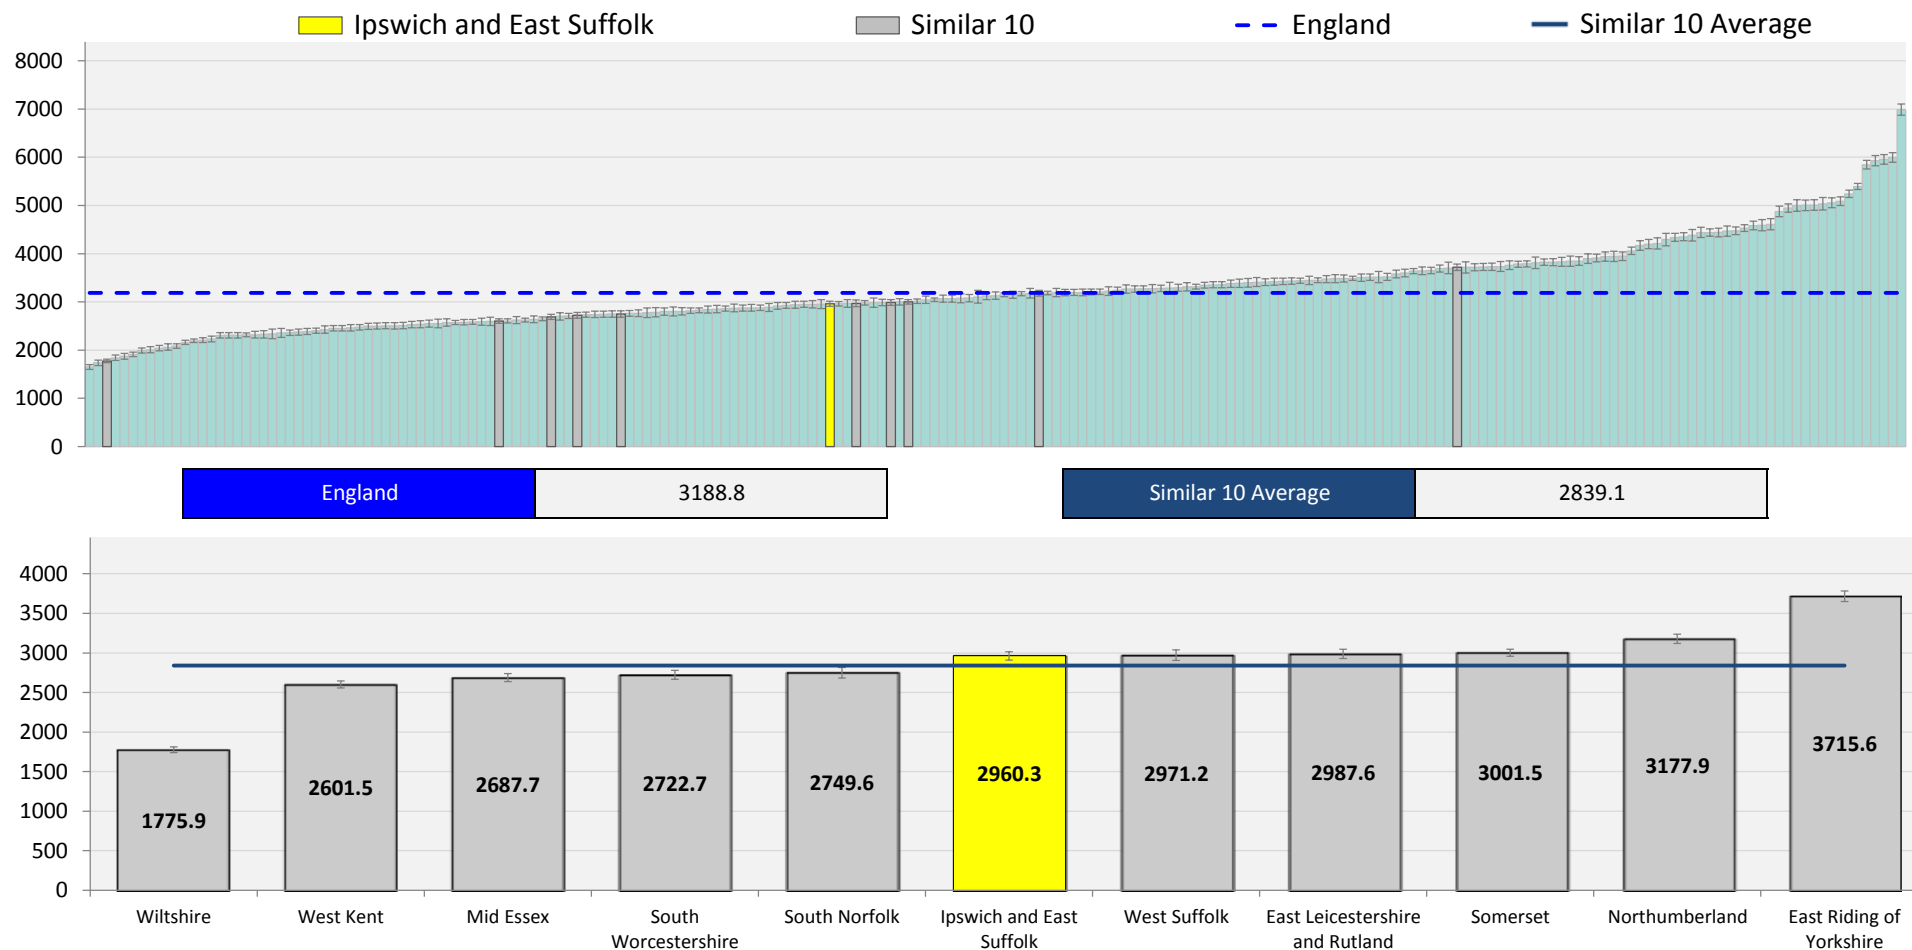 Ipswich and East Suffolk
Similar 10
England
Similar 10 Average
8000
7000
6000
5000
4000
3000
2000
1000
0
England 3188.8
Similar 10 Average 2839.1
4000
3500
3000
2500
2000
1500
1000
500
0
1775.9
2601.5
2687.7
2722.7
2749.6
2960.3
2971.2
2987.6
3001.5
3177.9
3715.6
Wiltshire
West Kent
Mid Essex
South
Worcestershire
South Norfolk
Ipswich and East
Suffolk
West Suffolk
East Leicestershire
and Rutland
Somerset
Northumberland
East Riding of
Yorkshire